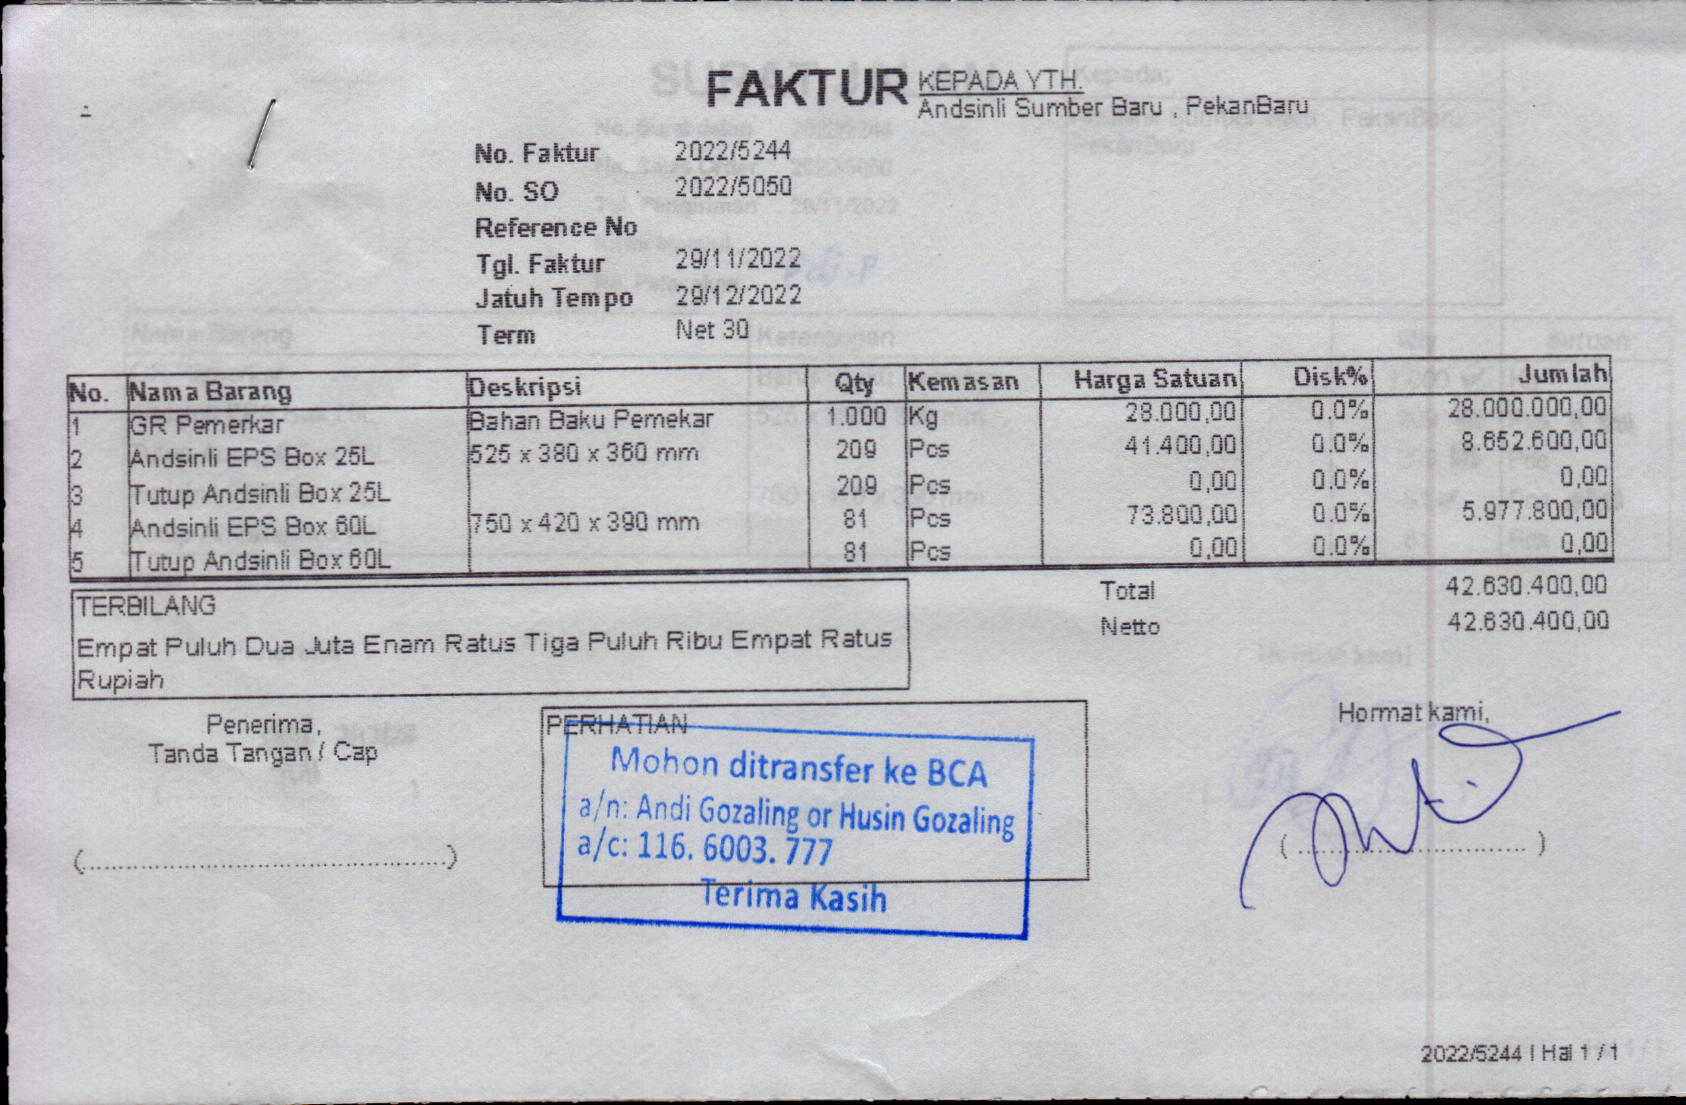 FAKTUR
KEPADA YTH.
Andsinli Sumber Baru , PekanBaru
No. Faktur 2022/5244
No. SO 2022/5050
Reference No
Tgl. Faktur 29/11/2022
Jatuh Tempo 29/12/2022
Term Net 30
No. Nama Barang Deskripsi Qty Kemasan Harga Satuan Disk% Jumlah
1 GR Pemerkar Bahan Baku Pemekar 1.000 Kg 28.000,00 0.0% 28.000.000,00
2 Andsinli EPS Box 25L 525 x 380 x 360 mm 209 Pcs 41.400,00 0.0% 8.652.600,00
3 Tutup Andsinli Box 25L 209 Pcs 0,00 0.0% 0,00
4 Andsinli EPS Box 60L 750 x 420 x 390 mm 81 Pcs 73.800,00 0.0% 5.977.800,00
5 Tutup Andsinli Box 60L 81 Pcs 0,00 0.0% 0,00
Total 42.630.400,00
Netto 42.630.400,00
TERBILANG
Empat Puluh Dua Juta Enam Ratus Tiga Puluh Ribu Empat Ratus
Rupiah
Penerima,
Tanda Tangan / Cap
(...........................................)
PERHATIAN
Mohon ditransfer ke BCA
a/n: Andi Gozaling or Husin Gozaling
a/c: 116. 6003. 777
Terima Kasih
Hormat kami,
(...........................)
2022/5244 | Hal 1 / 1